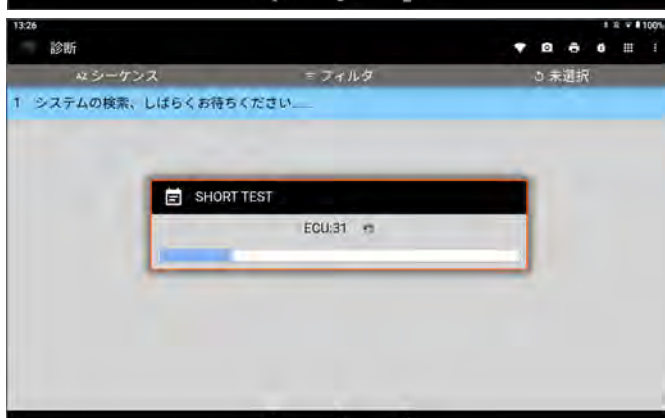 13:26
100%
診断
AZ シーケンス
フィルタ
未選択
1 システムの検索、しばらくお待ちください......
SHORT TEST
ECU:31